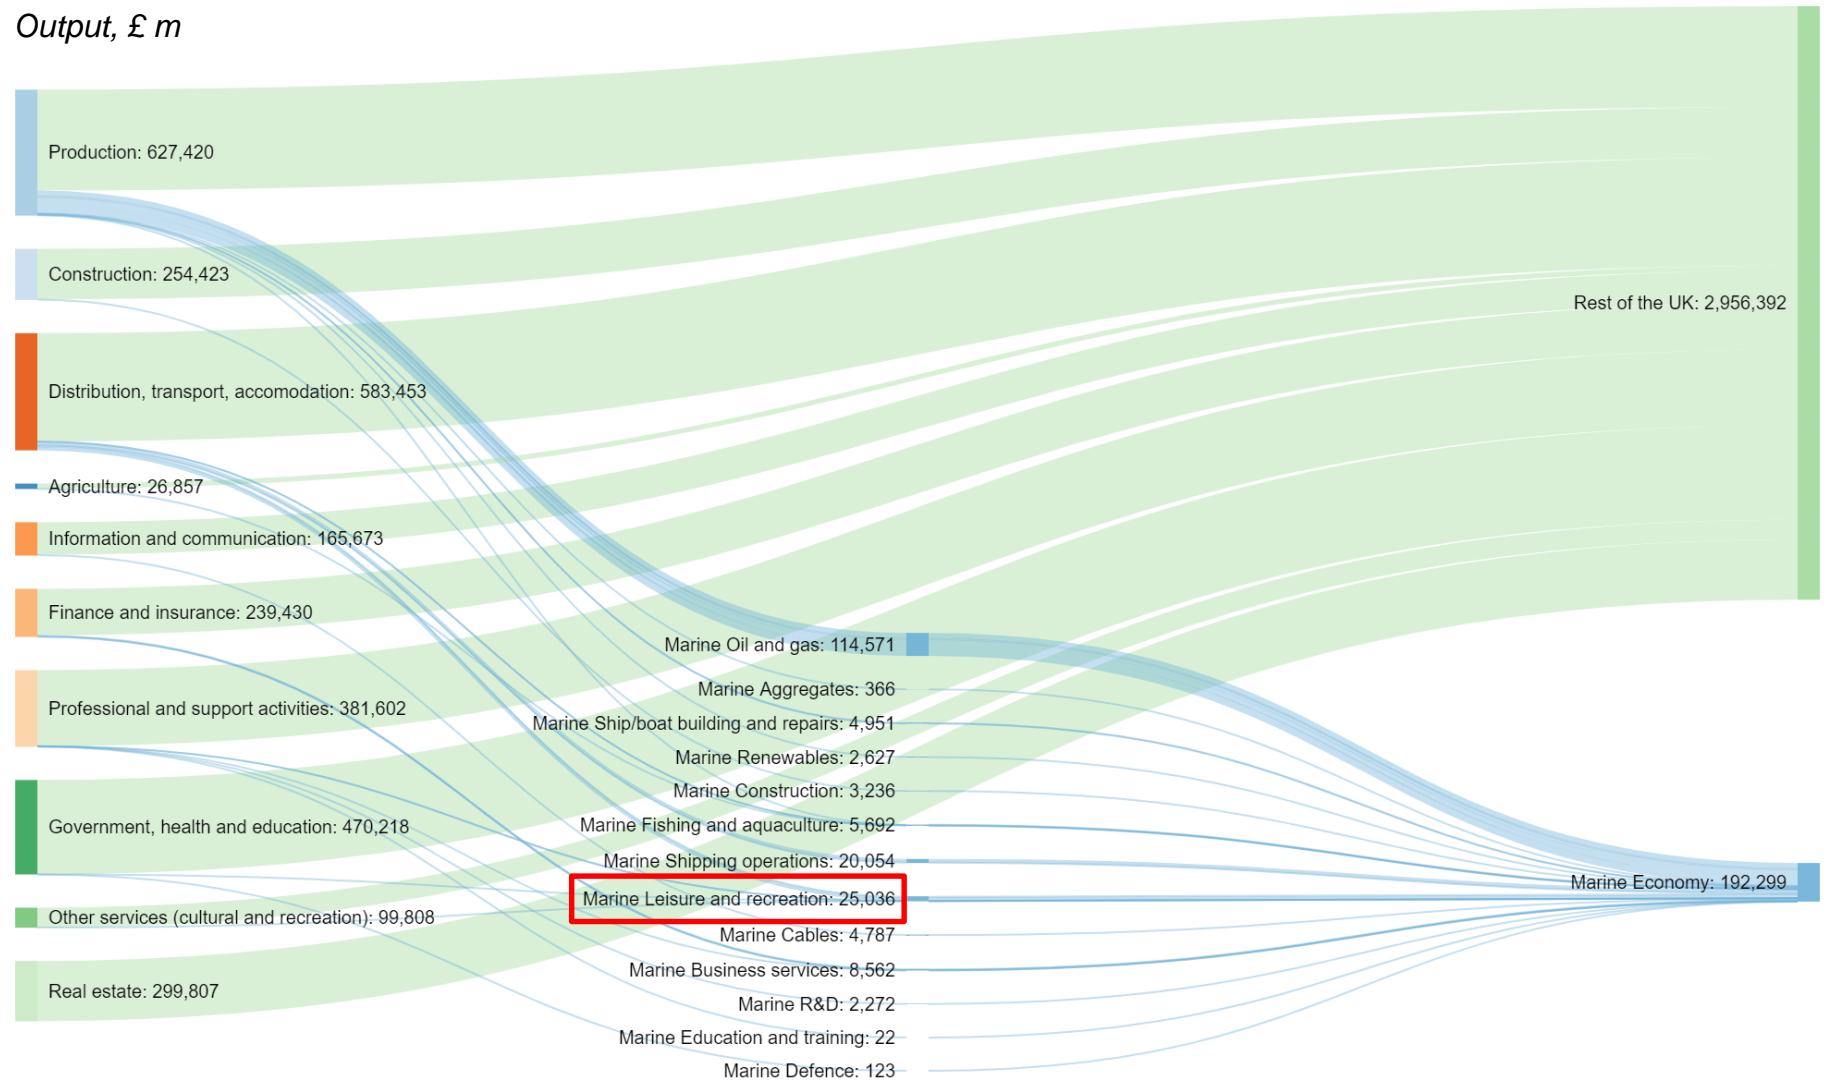 Output, £ m
Production: 627,420
Construction: 254,423
Distribution, transport, accomodation: 583,453
Agriculture: 26,857
Information and communication: 165,673
Finance and insurance: 239,430
Professional and support activities: 381,602
Government, health and education: 470,218
Other services (cultural and recreation): 99,808
Real estate: 299,807
Marine Oil and gas: 114,571
Marine Aggregates: 366
Marine Ship/boat building and repairs: 4,951
Marine Renewables: 2,627
Marine Construction: 3,236
Marine Fishing and aquaculture: 5,692
Marine Shipping operations: 20,054
Marine Leisure and recreation: 25,036
Marine Cables: 4,787
Marine Business services: 8,562
Marine R&D: 2,272
Marine Education and training: 22
Marine Defence: 123
Rest of the UK: 2,956,392
Marine Economy: 192,299